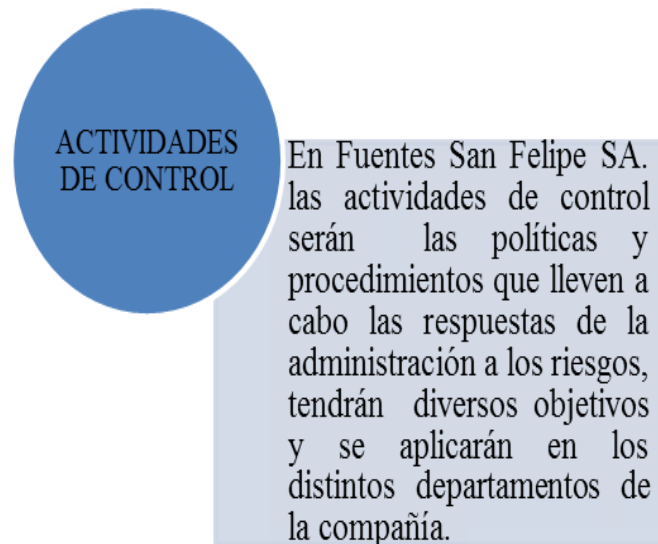 ACTIVIDADES
DE CONTROL
En Fuentes San Felipe SA.
las actividades de control
serán las políticas y
procedimientos que lleven a
cabo las respuestas de la
administración a los riesgos,
tendrán diversos objetivos
y se aplicarán en los
distintos departamentos de
la compañía.